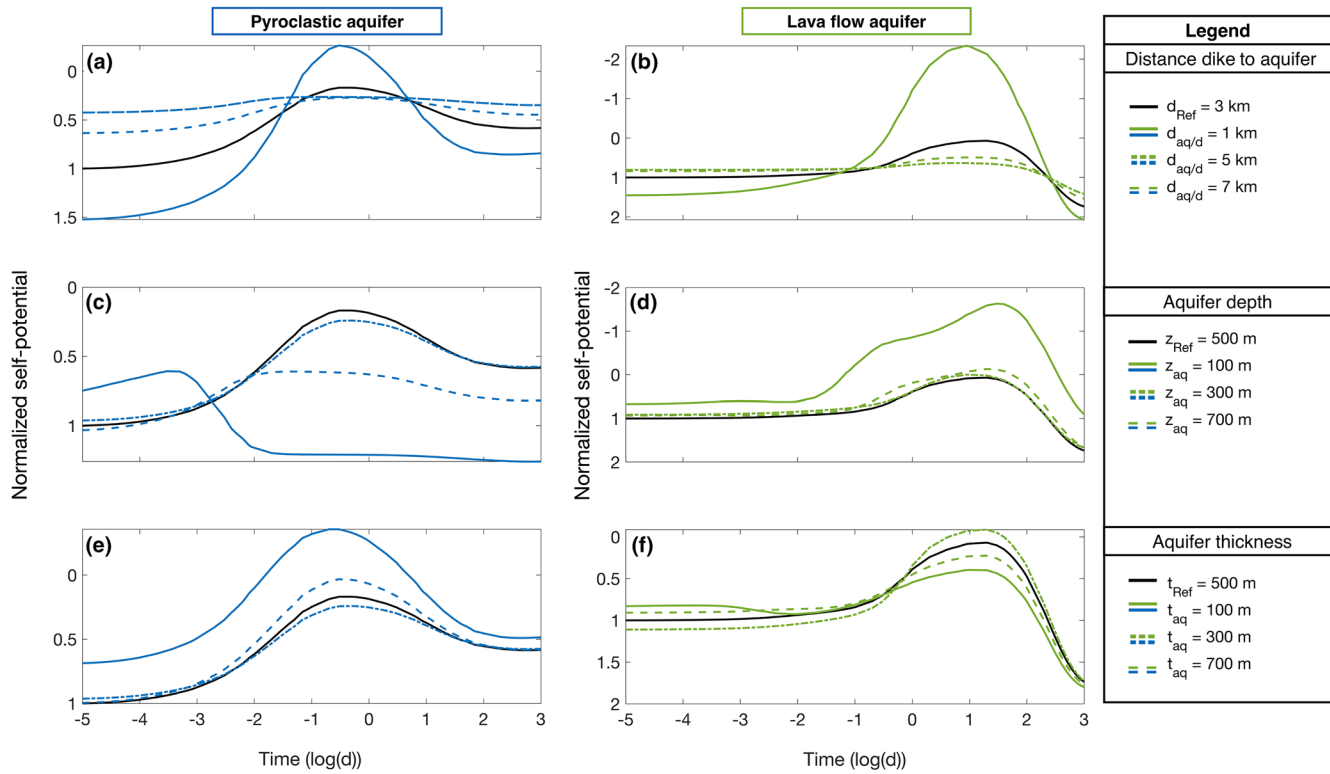 Pyroclastic aquifer
Lava flow aquifer
Legend
Distance dike to aquifer
d_Ref = 3 km
d_aq/d = 1 km
d_aq/d = 5 km
d_aq/d = 7 km
Aquifer depth
z_Ref = 500 m
z_aq = 100 m
z_aq = 300 m
z_aq = 700 m
Aquifer thickness
t_Ref = 500 m
t_aq = 100 m
t_aq = 300 m
t_aq = 700 m
Normalized self-potential
Normalized self-potential
(a)
0
0.5
1
1.5
(b)
-2
-1
0
1
2
(c)
0
0.5
1
(d)
-2
-1
0
1
2
(e)
0
0.5
1
-5 -4 -3 -2 -1 0 1 2 3
Time (log(d))
(f)
0
0.5
1.0
1.5
2
-5 -4 -3 -2 -1 0 1 2 3
Time (log(d))